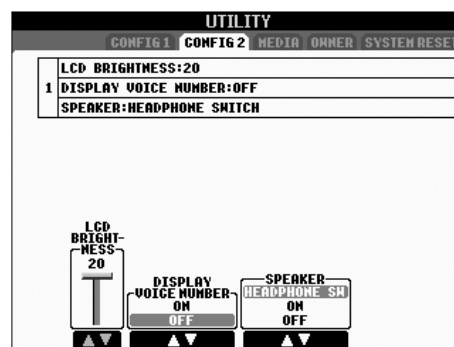 UTILITY
CONFIG 1 CONFIG 2 MEDIA OWNER SYSTEM RESET
LCD BRIGHTNESS:20
1 DISPLAY VOICE NUMBER:OFF
SPEAKER:HEADPHONE SWITCH
LCD
BRIGHT-
NESS
20
DISPLAY
VOICE NUMBER
ON
OFF
SPEAKER
HEADPHONE SW
ON
OFF